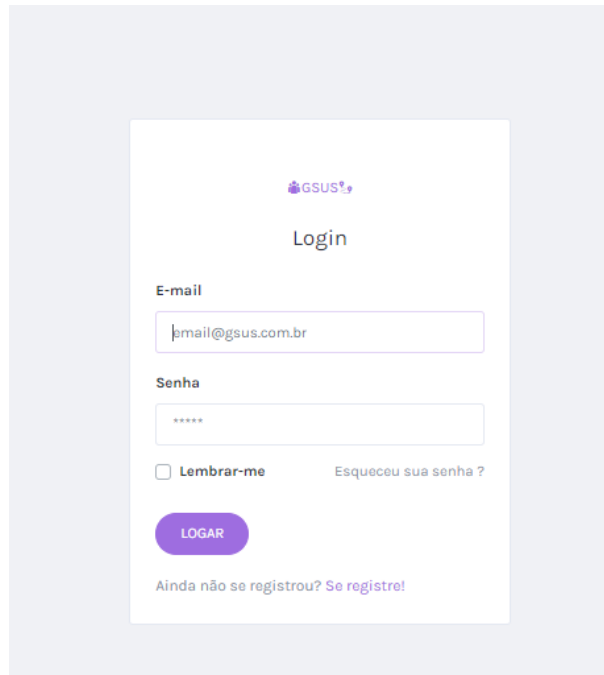 GSUS
Login
E-mail
email@gsus.com.br
Senha
*****
Lembrar-me Esqueceu sua senha ?
LOGAR
Ainda não se registrou? Se registre!